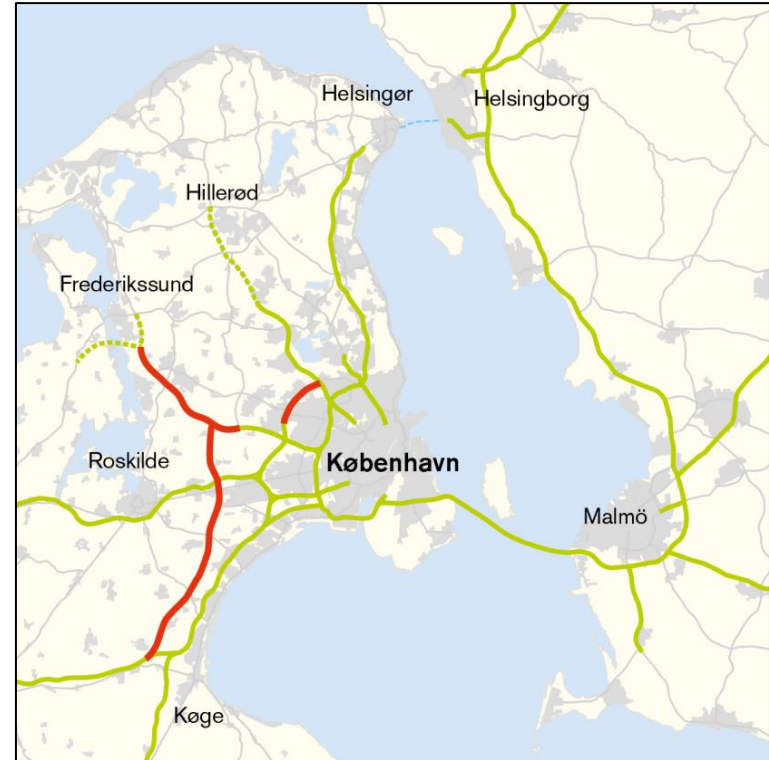 Helsingør
Helsingborg
Hillerød
Frederikssund
Roskilde
København
Malmö
Køge